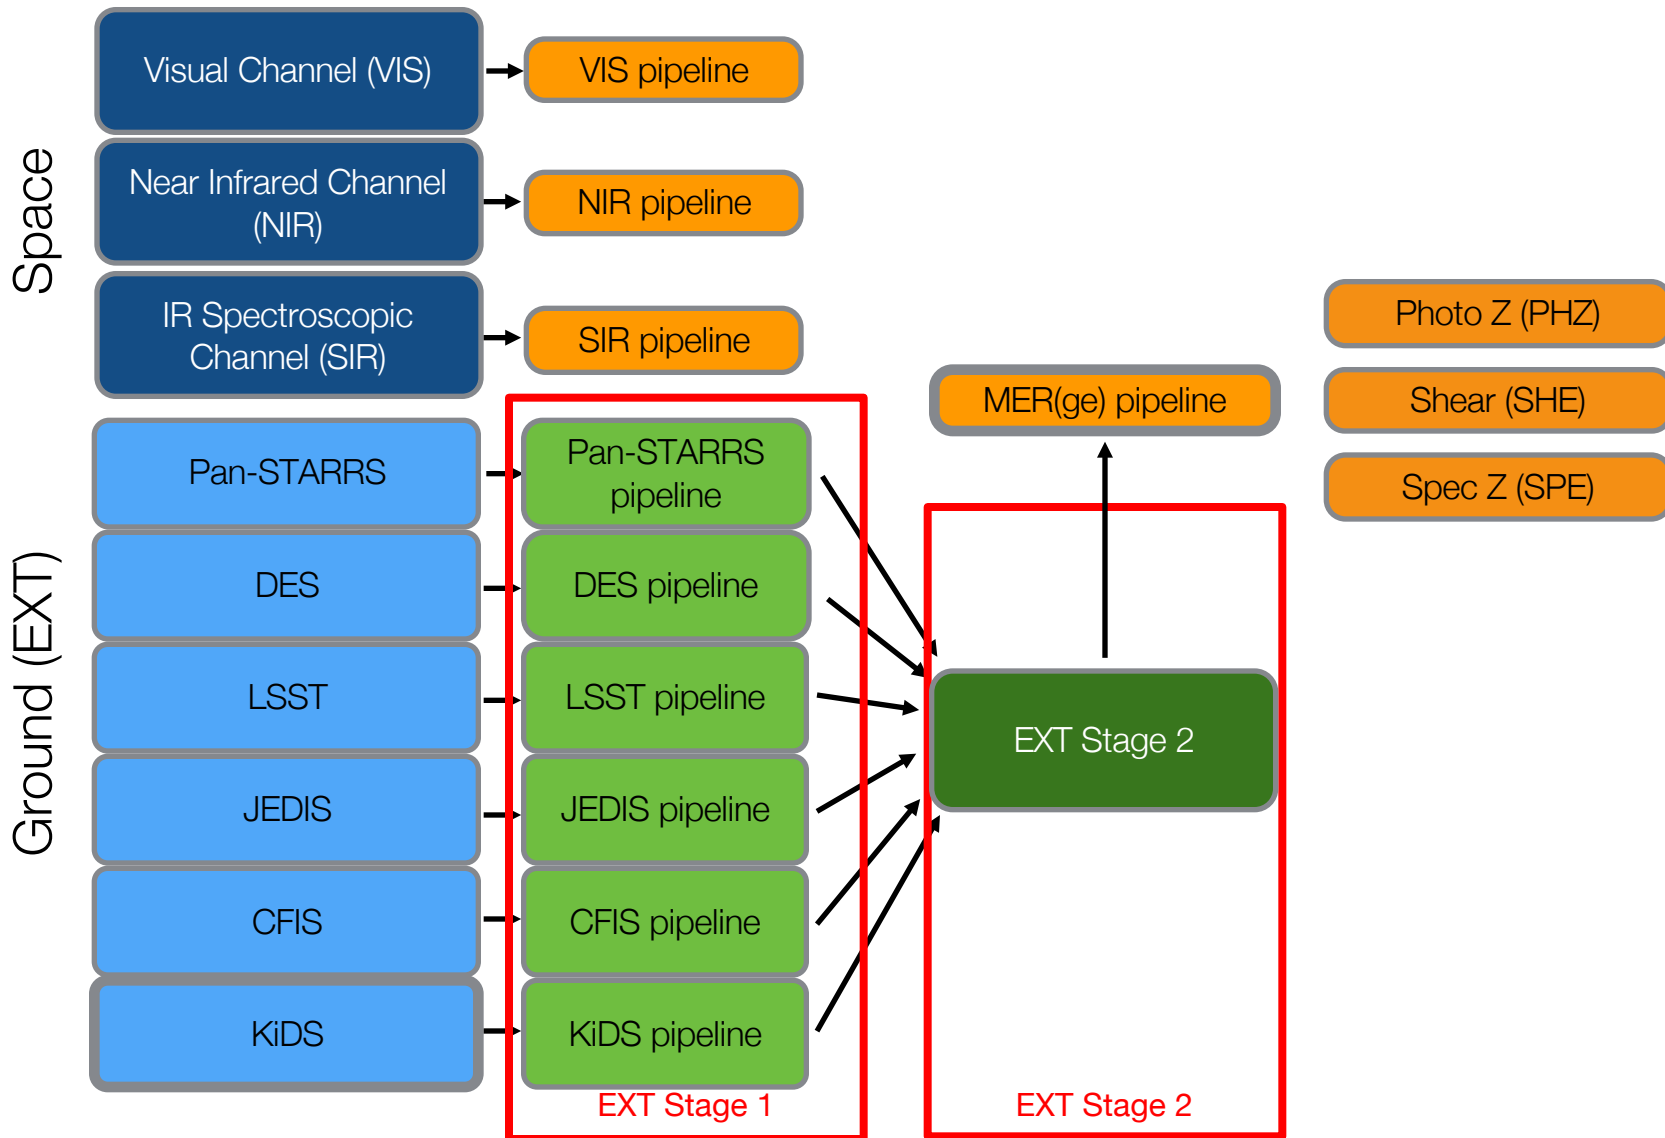 Space
Visual Channel (VIS)
VIS pipeline
Near Infrared Channel
(NIR)
NIR pipeline
IR Spectroscopic
Channel (SIR)
SIR pipeline
Photo Z (PHZ)
MER(ge) pipeline
Shear (SHE)
Spec Z (SPE)
Ground (EXT)
Pan-STARRS
Pan-STARRS
pipeline
DES
DES pipeline
LSST
LSST pipeline
EXT Stage 2
JEDIS
JEDIS pipeline
CFIS
CFIS pipeline
KiDS
KiDS pipeline
EXT Stage 1
EXT Stage 2